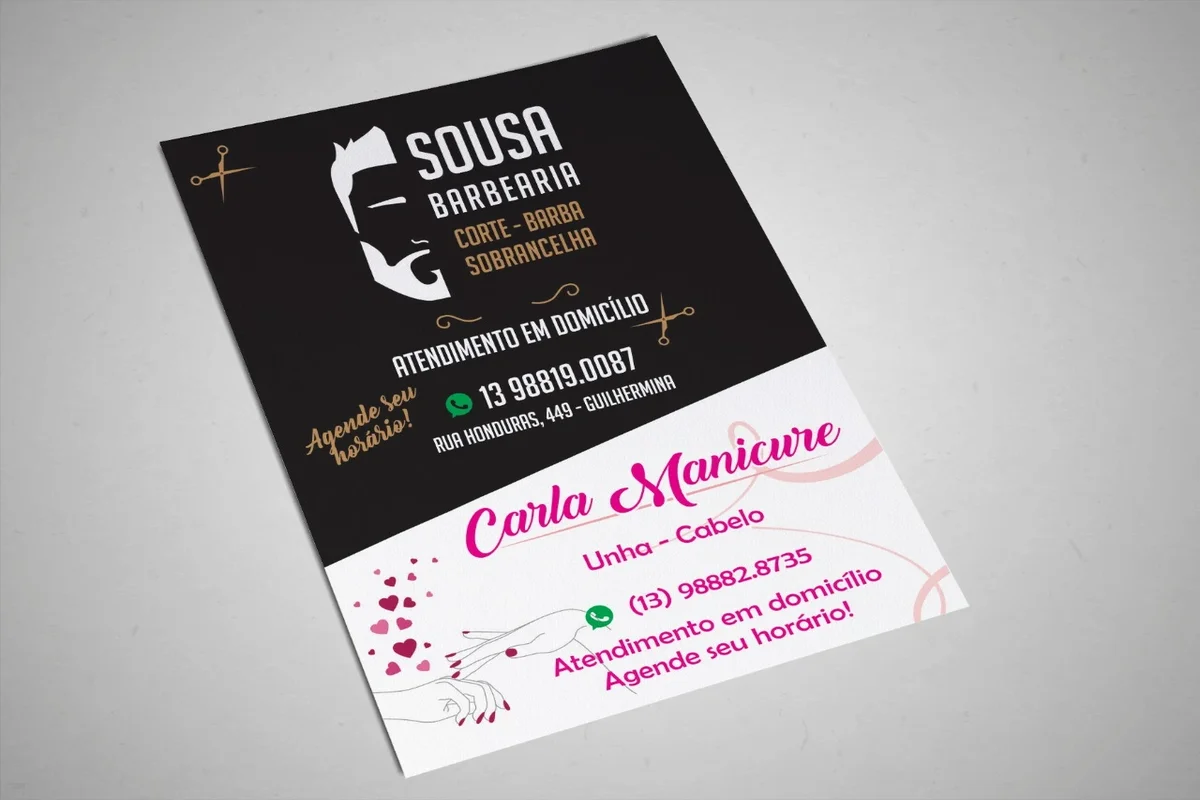 SOUSA
BARBEARIA
CORTE - BARBA
SOBRANCELHA
ATENDIMENTO EM DOMICÍLIO
Agende seu
horário!
13 98819.0087
RUA HONDURAS, 449 - GUILHERMINA
Carla Manicure
Unha - Cabelo
(13) 98882.8735
Atendimento em domicílio
Agende seu horário!